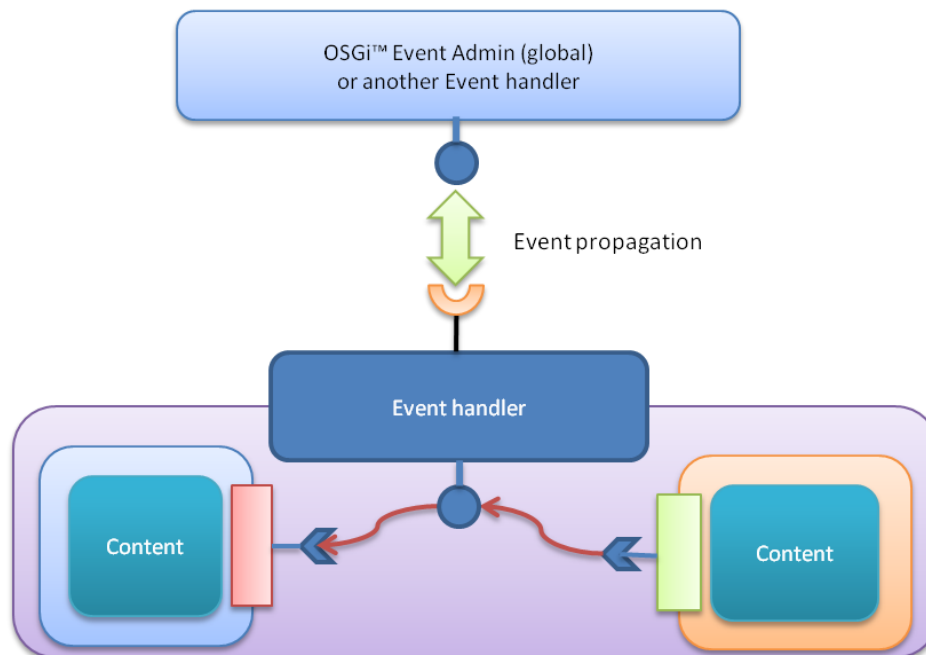 OSGi™ Event Admin (global)
or another Event handler
Event propagation
Event handler
Content
Content